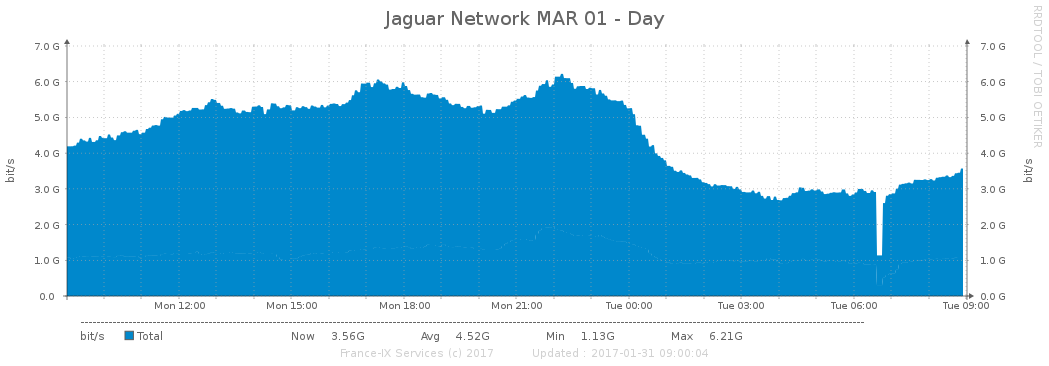 Jaguar Network MAR 01 - Day
RRDTOOL / TOBI OETIKER
bit/s
bit/s
7.0 G 7.0 G
6.0 G 6.0 G
5.0 G 5.0 G
4.0 G 4.0 G
3.0 G 3.0 G
2.0 G 2.0 G
1.0 G 1.0 G
0.0 0.0 G
Mon 12:00 Mon 15:00 Mon 18:00 Mon 21:00 Tue 00:00 Tue 03:00 Tue 06:00 Tue 09:00
bit/s Total Now 3.56G Avg 4.52G Min 1.13G Max 6.21G
France-IX Services (c) 2017 Updated : 2017-01-31 09:00:04